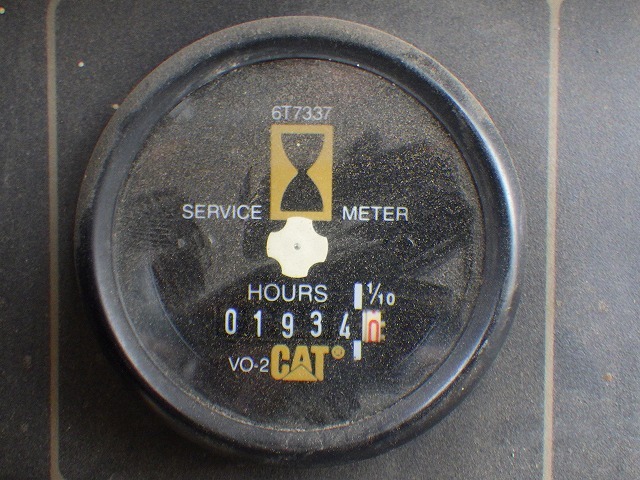 6T7337
SERVICE METER
HOURS 1/10
01934
VO-2 CAT®